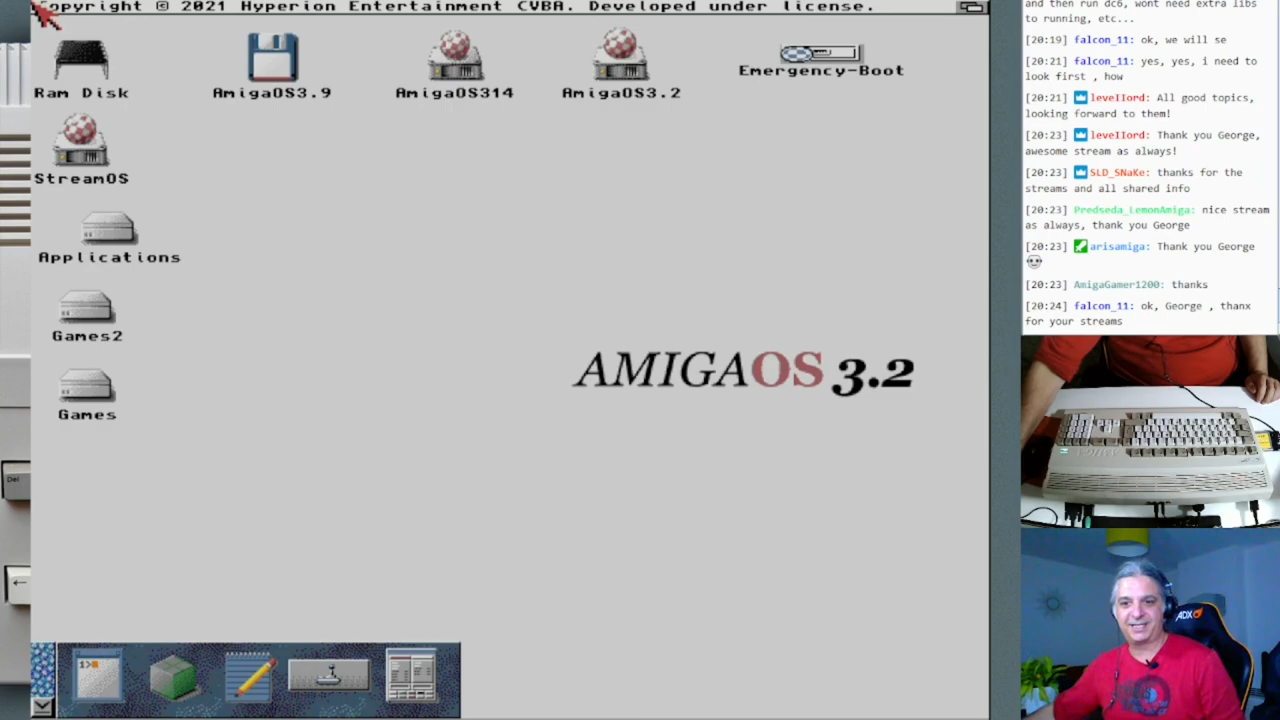 Copyright © 2021 Hyperion Entertainment CVBA. Developed under license.
Ram Disk
AmigaOS3.9
AmigaOS314
AmigaOS3.2
Emergency-Boot
StreamOS
Applications
Games2
Games
AMIGAOS 3.2
1>
Del
←
and then run dc6, wont need extra libs
to running, etc...
[20:19] falcon_11: ok, we will se
[20:21] falcon_11: yes, yes, i need to
look first , how
[20:21] leveIIord: All good topics,
looking forward to them!
[20:23] leveIIord: Thank you George,
awesome stream as always!
[20:23] SLD_SNaKe: thanks for the
streams and all shared info
[20:23] Predseda_LemonAmiga: nice stream
as always, thank you George
[20:23] arisamiga: Thank you George
[20:23] AmigaGamer1200: thanks
[20:24] falcon_11: ok, George , thanx
for your streams
ADX